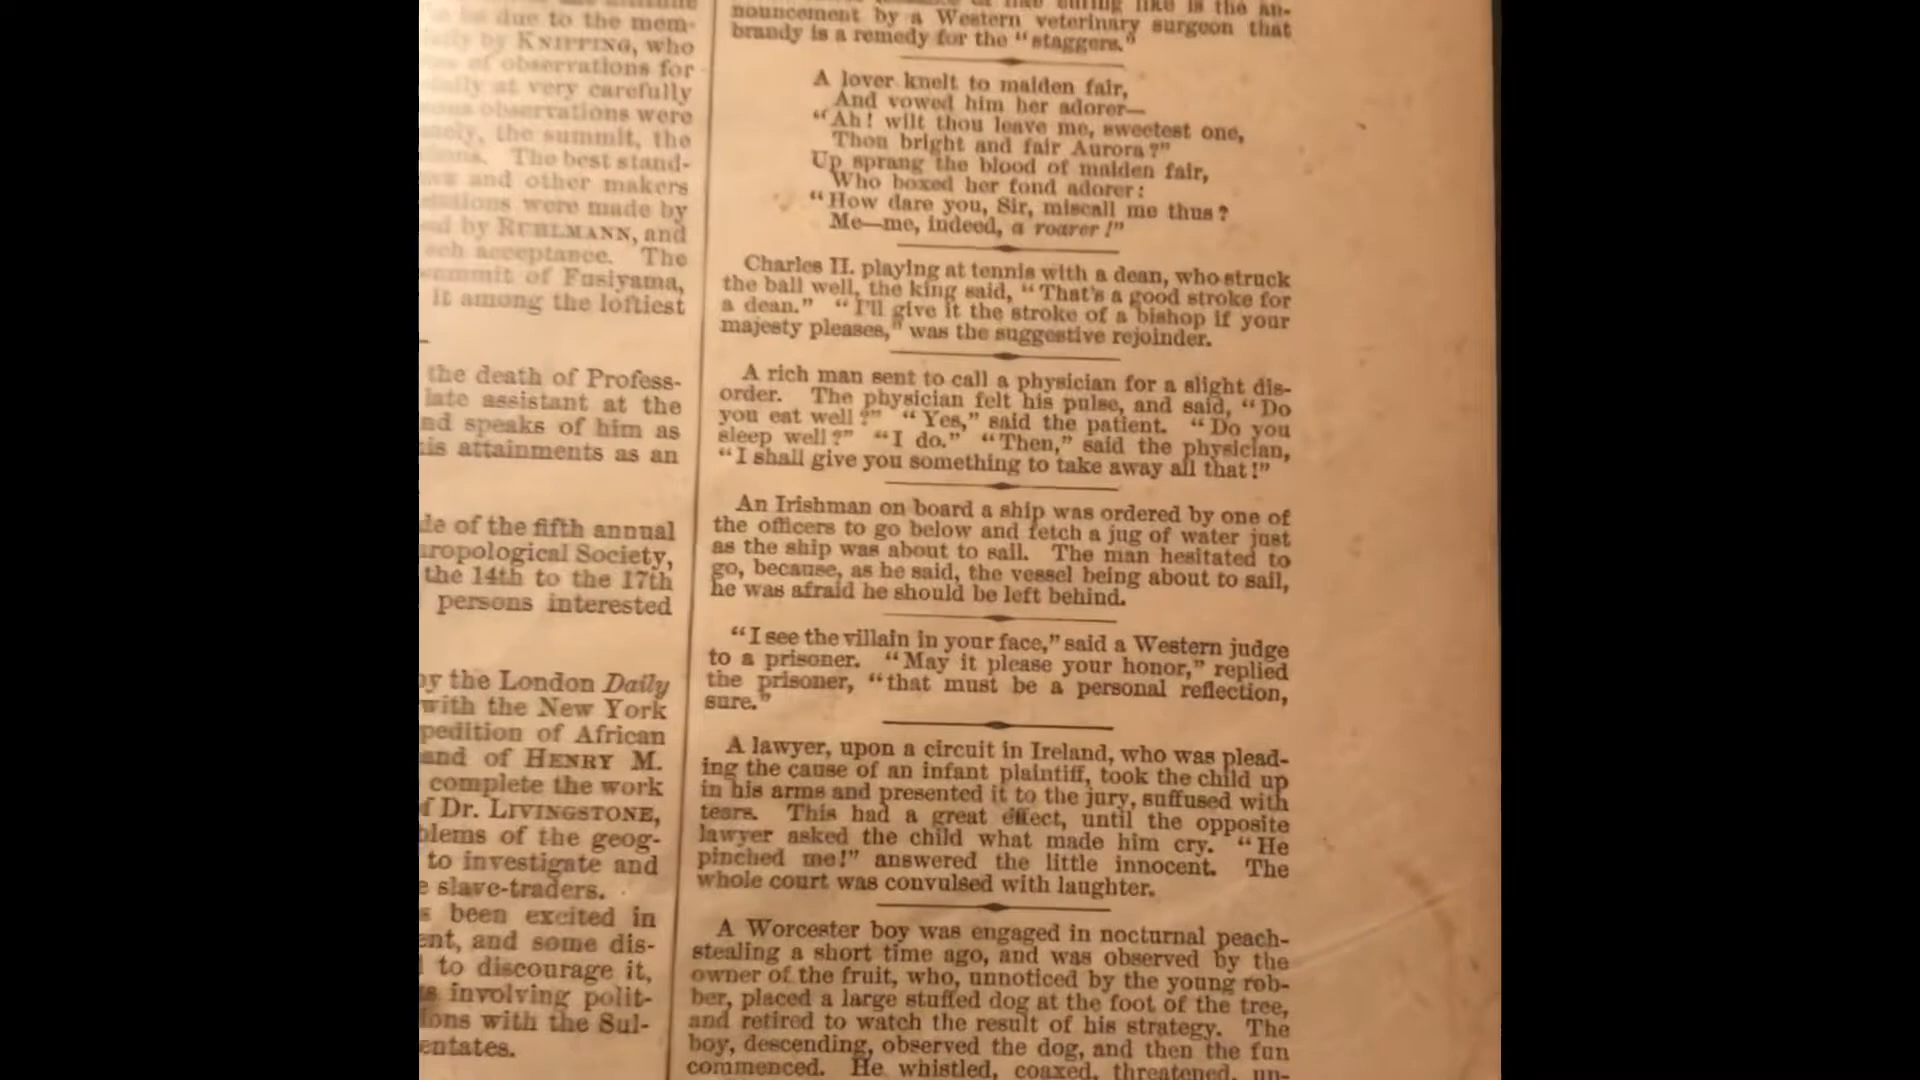 be due to the mem-
by KNIPPING, who
of observations for
at very carefully
observations were
the summit, the
The best stand-
and other makers
were made by
by RUHLMANN, and
acceptance. The
summit of Fusiyama,
it among the loftiest
the death of Profess-
late assistant at the
speaks of him as
attainments as an
of the fifth annual
Society,
the 14th to the 17th
persons interested
by the London Daily
with the New York
pedition of African
and of HENRY M.
complete the work
Dr. LIVINGSTONE,
blems of the geog-
to investigate and
slave-traders.
been excited in
and some dis-
to discourage it,
involving polit-
with the Sul-
entates.
nouncement by a Western veterinary surgeon that
brandy is a remedy for the “staggers.”
A lover knelt to maiden fair,
And vowed him her adorer—
“Ah! wilt thou leave me, sweetest one,
Thou bright and fair Aurora?”
Up sprang the blood of maiden fair,
Who boxed her fond adorer:
“How dare you, Sir, miscall me thus?
Me—me, indeed, a roarer!”
Charles II. playing at tennis with a dean, who struck
the ball well, the king said, “That's a good stroke for
a dean.” “I'll give it the stroke of a bishop if your
majesty pleases,” was the suggestive rejoinder.
A rich man sent to call a physician for a slight dis-
order. The physician felt his pulse, and said, “Do
you eat well?” “Yes,” said the patient. “Do you
sleep well?” “I do.” “Then,” said the physician,
“I shall give you something to take away all that!”
An Irishman on board a ship was ordered by one of
the officers to go below and fetch a jug of water just
as the ship was about to sail. The man hesitated to
go, because, as he said, the vessel being about to sail,
he was afraid he should be left behind.
“I see the villain in your face,” said a Western judge
to a prisoner. “May it please your honor,” replied
the prisoner, “that must be a personal reflection,
sure.”
A lawyer, upon a circuit in Ireland, who was plead-
ing the cause of an infant plaintiff, took the child up
in his arms and presented it to the jury, suffused with
tears. This had a great effect, until the opposite
lawyer asked the child what made him cry. “He
pinched me!” answered the little innocent. The
whole court was convulsed with laughter.
A Worcester boy was engaged in nocturnal peach-
stealing a short time ago, and was observed by the
owner of the fruit, who, unnoticed by the young rob-
ber, placed a large stuffed dog at the foot of the tree,
and retired to watch the result of his strategy. The
boy, descending, observed the dog, and then the fun
commenced. He whistled, coaxed, threatened, un-